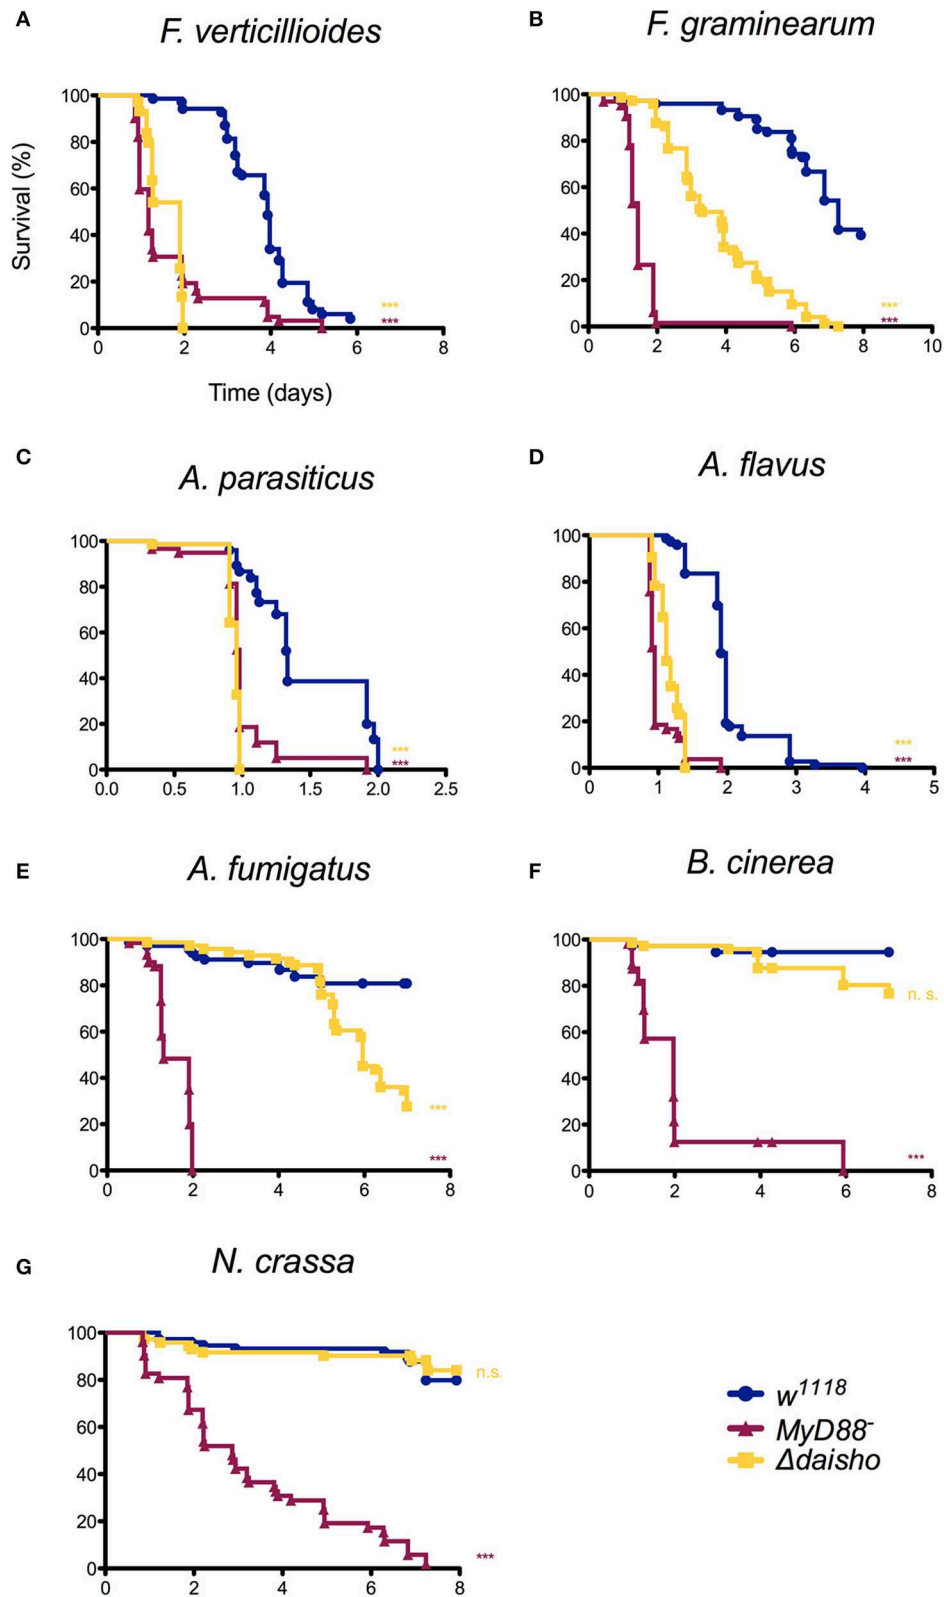 A
F. verticillioides
B
F. graminearum
Survival (%)
100
80
60
40
20
0
***
***
0 2 4 6 8
Time (days)
100
80
60
40
20
0
***
***
0 2 4 6 8 10
C
A. parasiticus
D
A. flavus
100
80
60
40
20
0
***
***
0.0 0.5 1.0 1.5 2.0 2.5
100
80
60
40
20
0
***
***
0 1 2 3 4 5
E
A. fumigatus
F
B. cinerea
100
80
60
40
20
0
***
***
0 2 4 6 8
100
80
60
40
20
0
n. s.
***
0 2 4 6 8
G
N. crassa
100
80
60
40
20
0
n.s.
***
0 2 4 6 8
w1118
MyD88-
Δdaisho